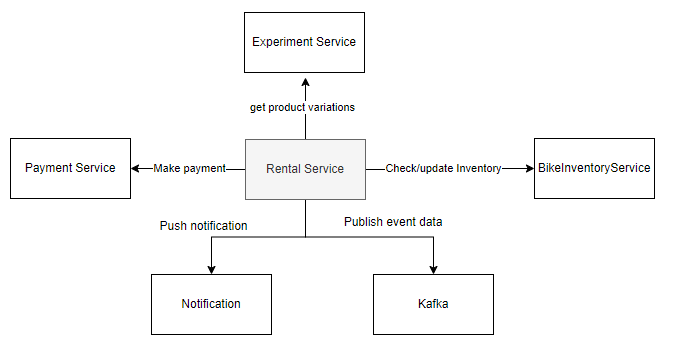 Experiment Service
get product variations
Payment Service
Make payment
Rental Service
Check/update Inventory
BikeInventoryService
Push notification
Publish event data
Notification
Kafka